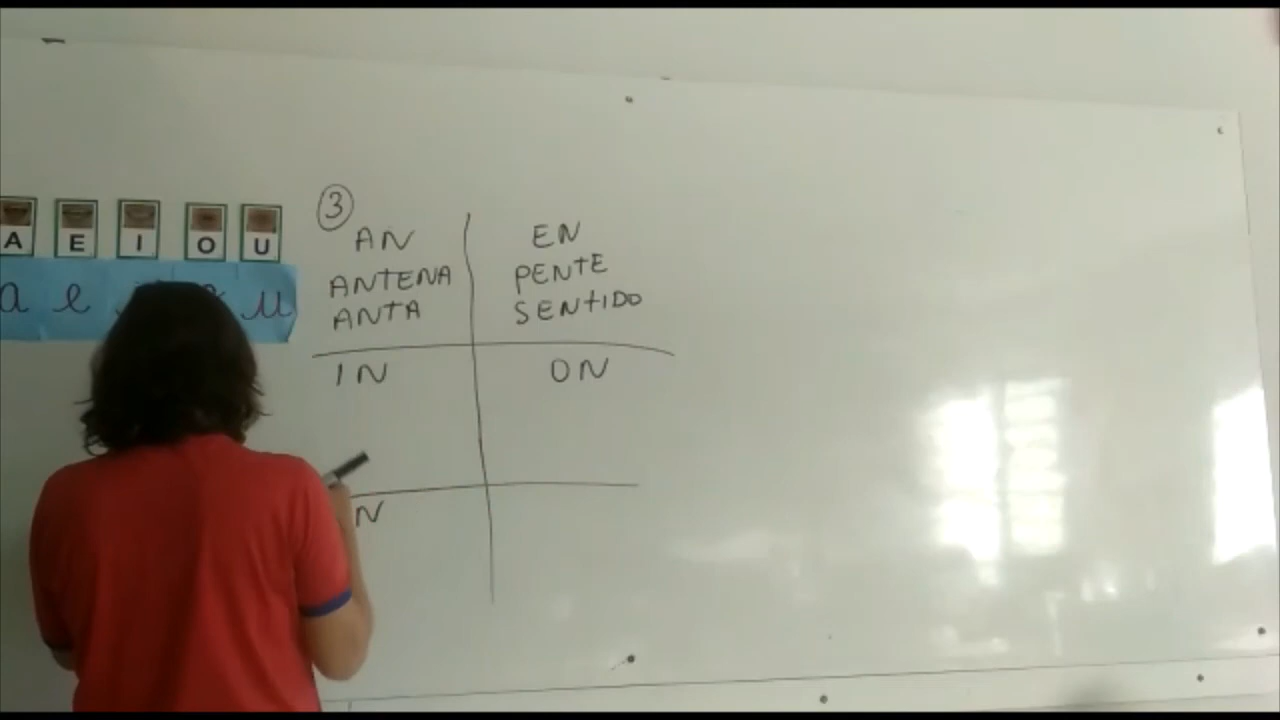 A E I O U
a e u
3
AN
ANTENA
ANTA
EN
PENTE
SENTIDO
IN
ON
N